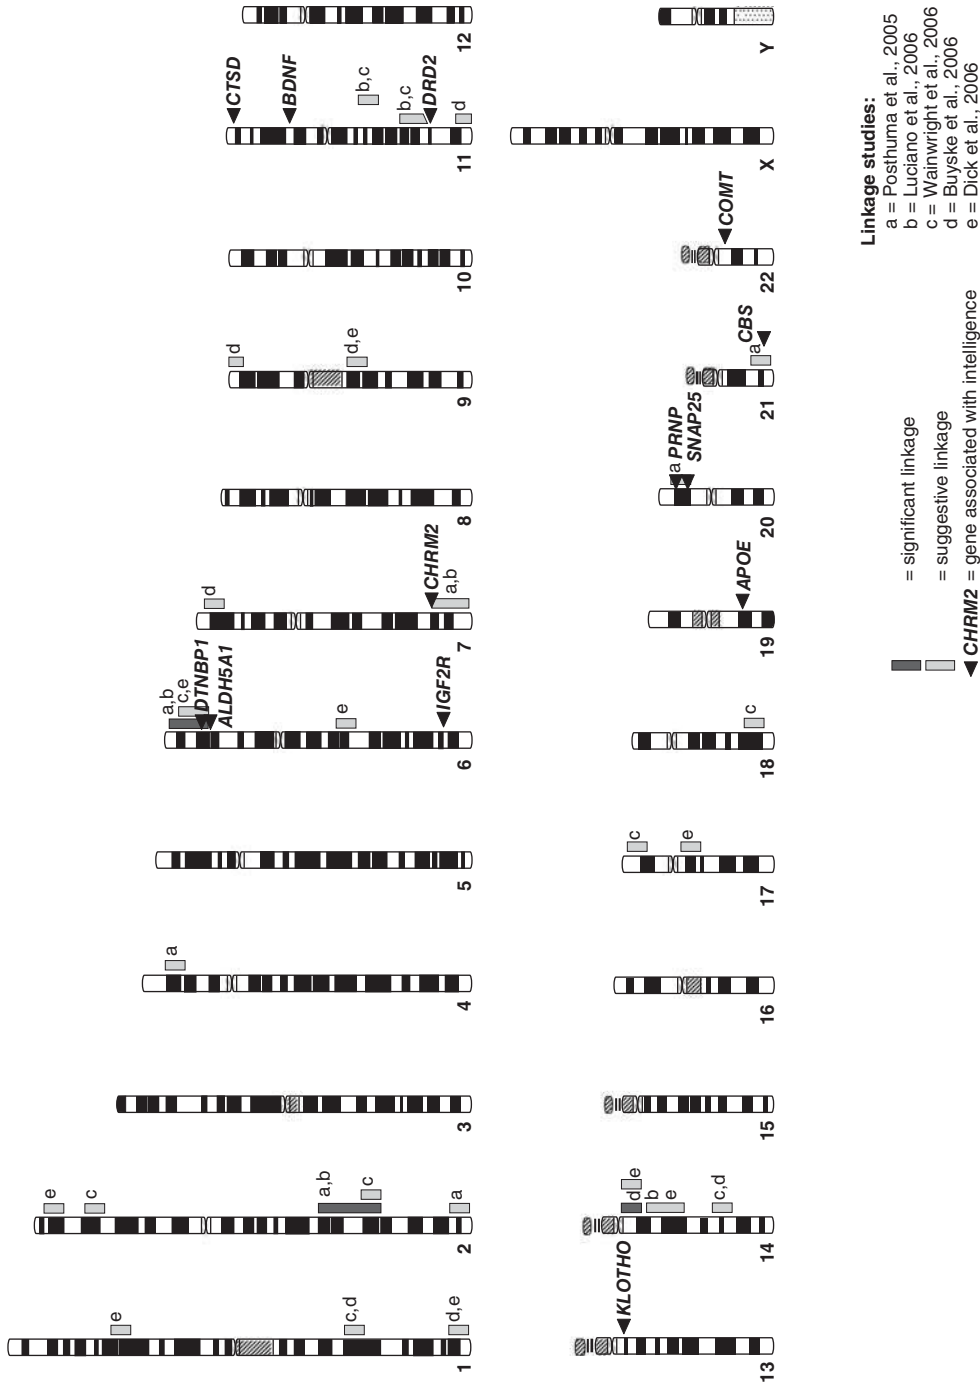 e
c,d
d,e
1
e
c
a,b
c
a
2
3
a
4
5
a,b
c,e
DTNBP1
ALDH5A1
e
IGF2R
6
d
CHRM2
a,b
7
8
d
d,e
9
10
CTSD
BDNF
b,c
b,c
DRD2
d
11
12
KLOTHO
13
d
e
b
e
c,d
14
15
16
c
e
17
c
18
APOE
19
a
PRNP
SNAP25
20
a
CBS
21
COMT
22
X
Y
= significant linkage
= suggestive linkage
CHRM2 = gene associated with intelligence
Linkage studies:
a = Posthuma et al., 2005
b = Luciano et al., 2006
c = Wainwright et al., 2006
d = Buyske et al., 2006
e = Dick et al., 2006